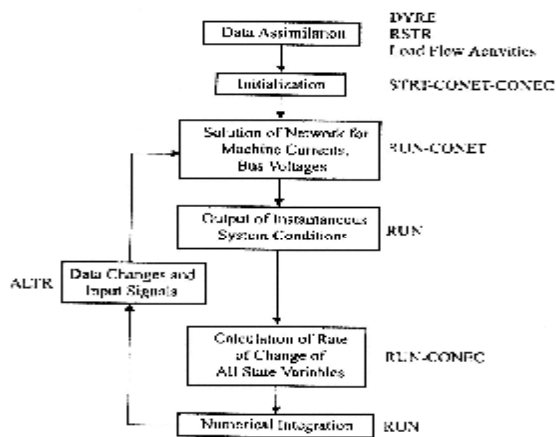 DYRE
Data Assimilation
RSTR
Load Flow Activities
Initialization
STRT-CONET-CONEC
Solution of Network for
Machine Currents,
Bus Voltages
RUN-CONET
Output of Instantaneous
System Conditions
RUN
ALTR
Data Changes and
Input Signals
Calculation of Rate
of Change of
All State Variables
RUN-CONEC
Numerical Integration
RUN